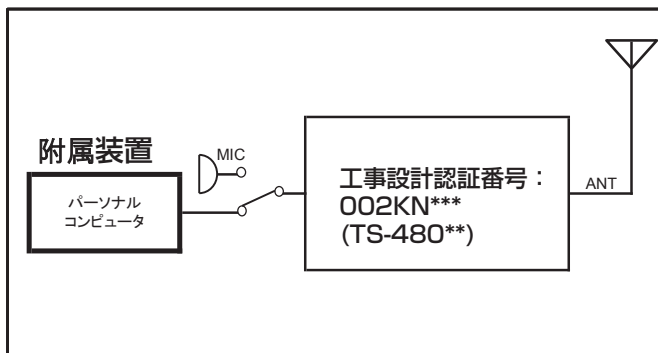 附属装置
パーソナル
コンピュータ
MIC
工事設計認証番号：
002KN***
(TS-480**)
ANT